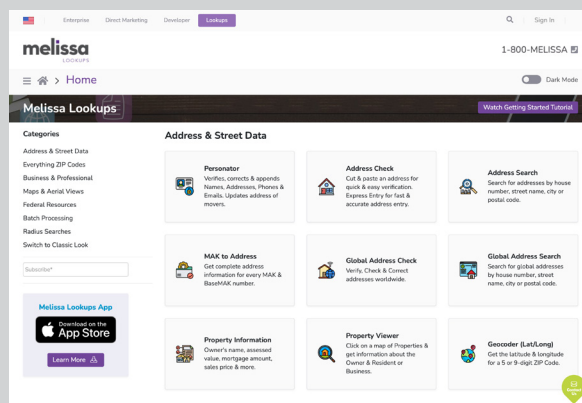 Enterprise Direct Marketing Developer Lookups Sign In
melissa
LOOKUPS
1-800-MELISSA
> Home
Dark Mode
Melissa Lookups
Watch Getting Started Tutorial
Categories
Address & Street Data
Everything ZIP Codes
Business & Professional
Maps & Aerial Views
Federal Resources
Batch Processing
Radius Searches
Switch to Classic Look
Subscribe*
Melissa Lookups App
Download on the
App Store
Learn More
Address & Street Data
Personator
Verifies, corrects & appends
Names, Addresses, Phones &
Emails. Updates address of
movers.
Address Check
Cut & paste an address for
quick & easy verification.
Express Entry for fast &
accurate address entry.
Address Search
Search for addresses by house
number, street name, city or
postal code.
MAK to Address
Get complete address
information for every MAK &
BaseMAK number.
Global Address Check
Verify, Check & Correct
addresses worldwide.
Global Address Search
Search for global addresses
by house number, street
name, city or postal code.
Property Information
Owner's name, assessed
value, mortgage amount,
sales price & more.
Property Viewer
Click on a map of Properties &
get information about the
Owner & Resident or
Business.
Geocoder (Lat/Long)
Get the latitude & longitude
for a 5 or 9-digit ZIP Code.